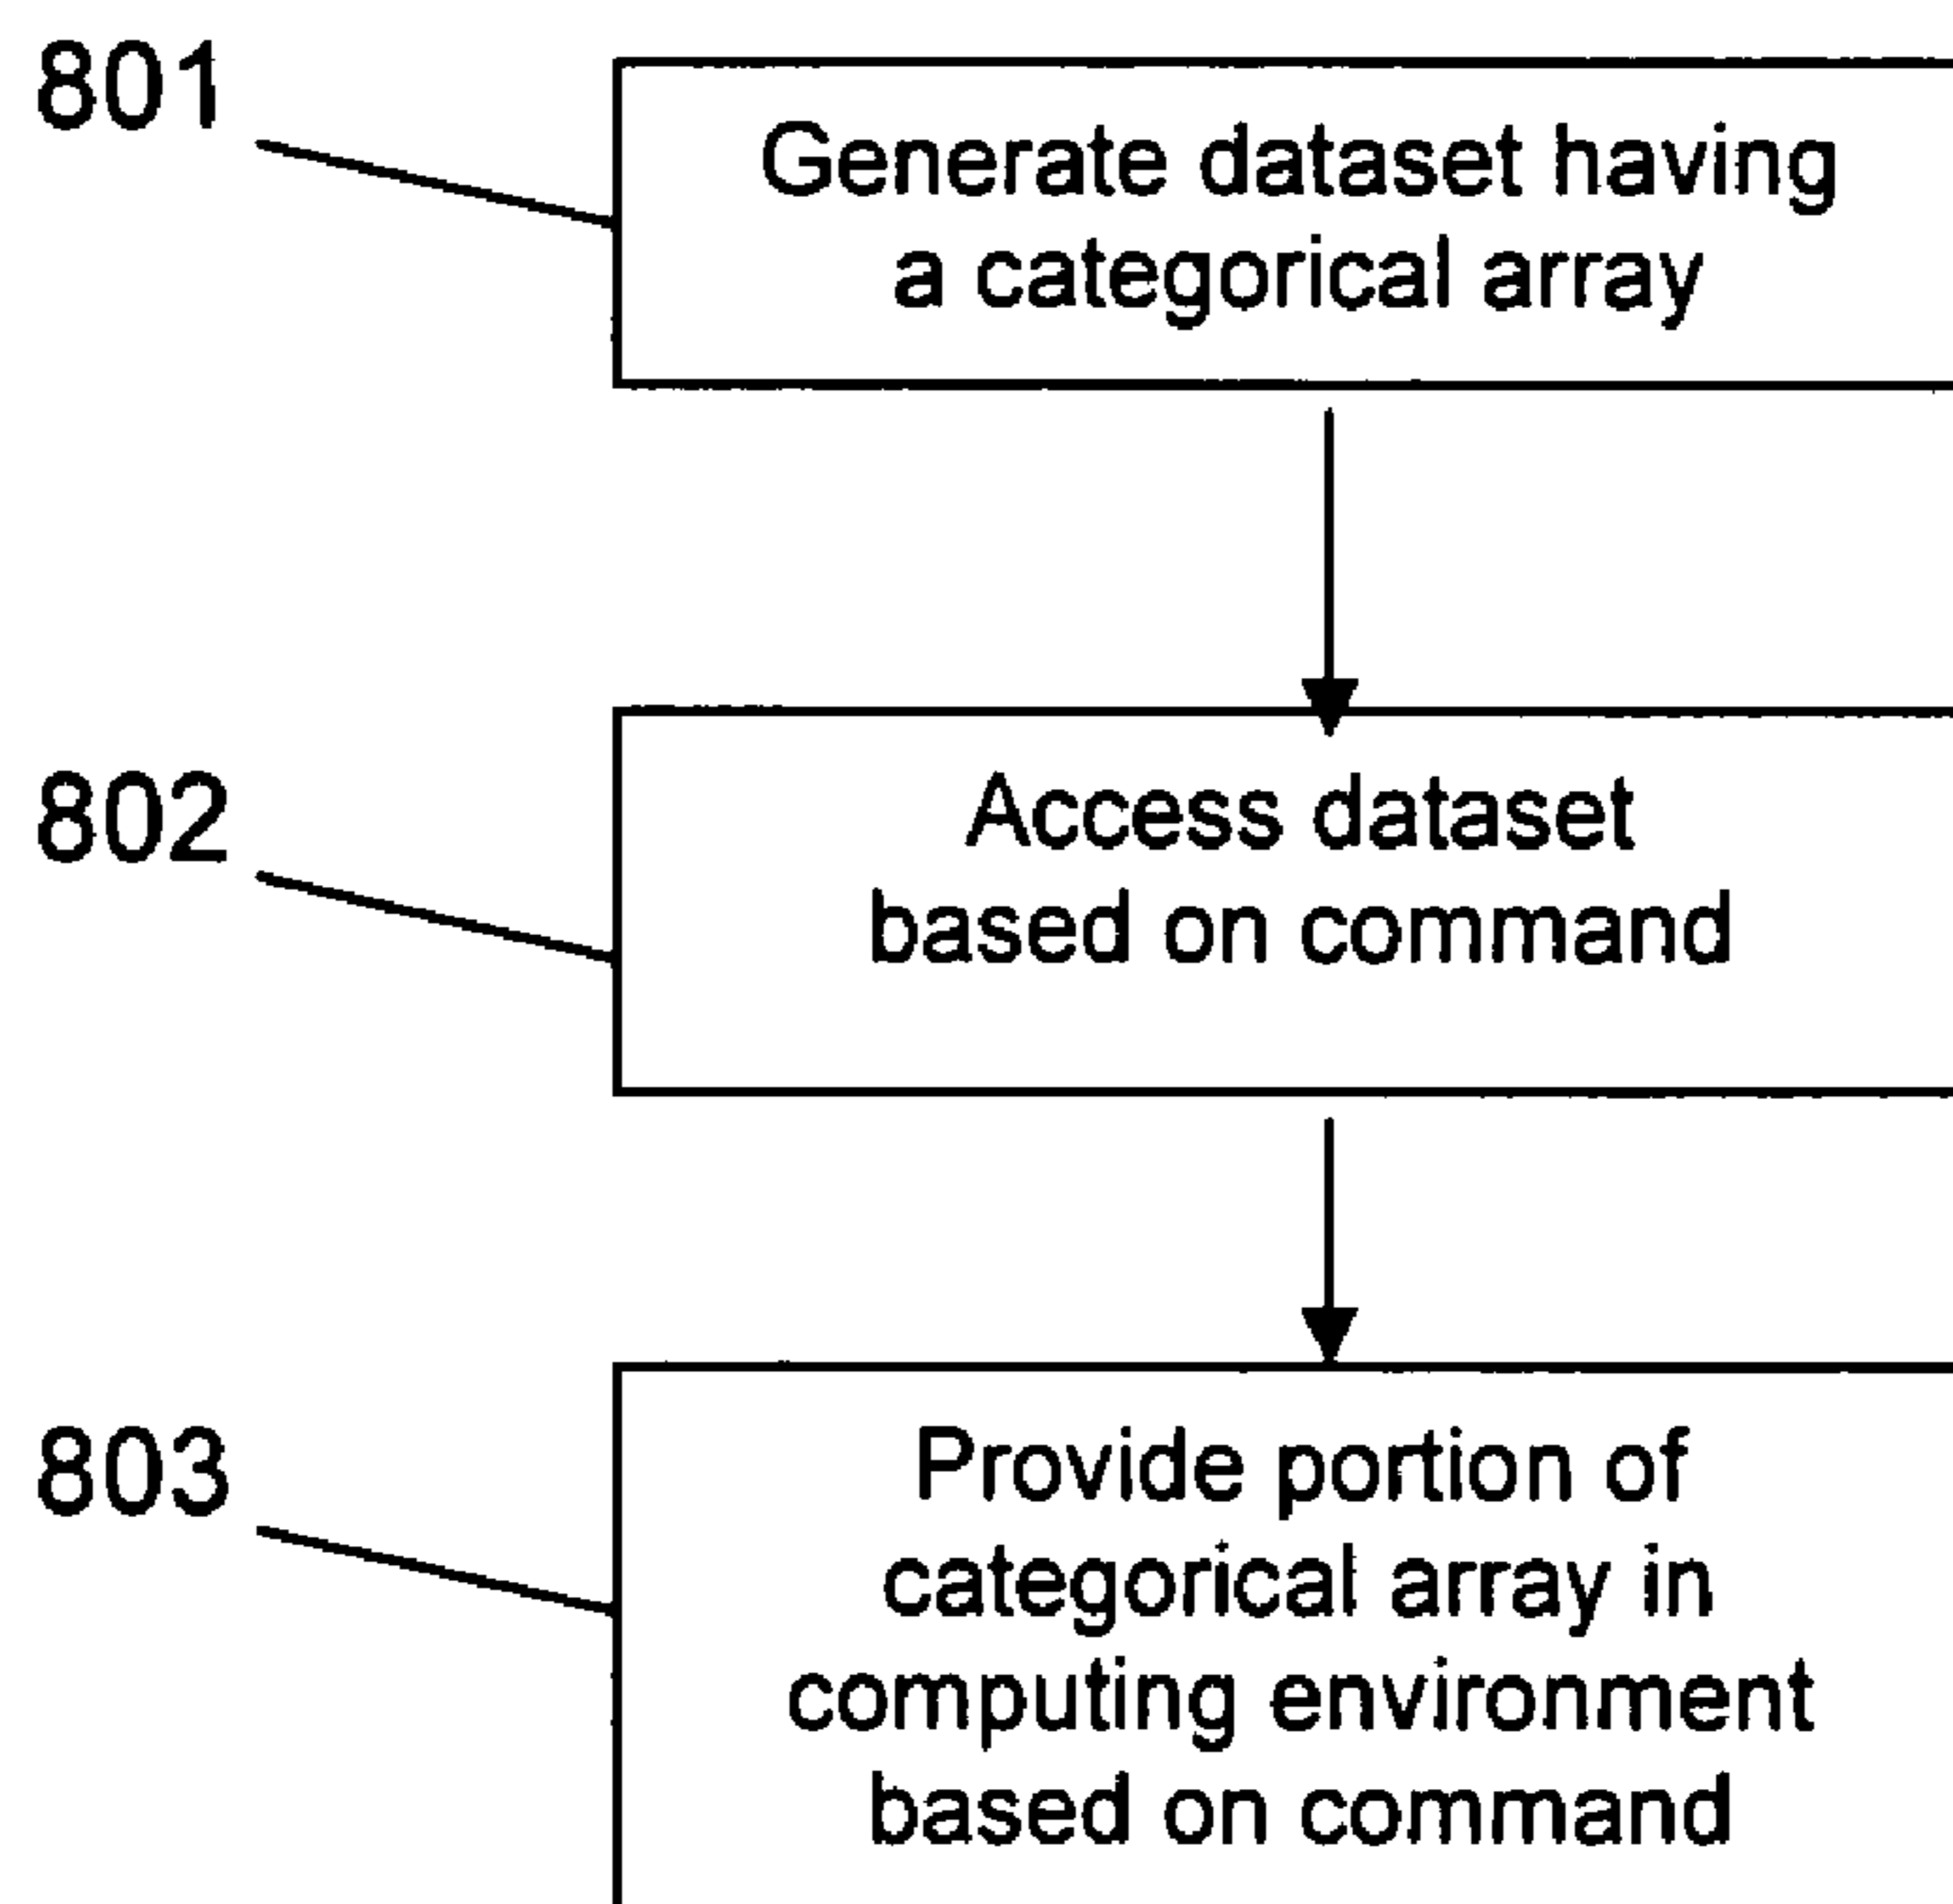 801
Generate dataset having
a categorical array
802
Access dataset
based on command
803
Provide portion of
categorical array in
computing environment
based on command